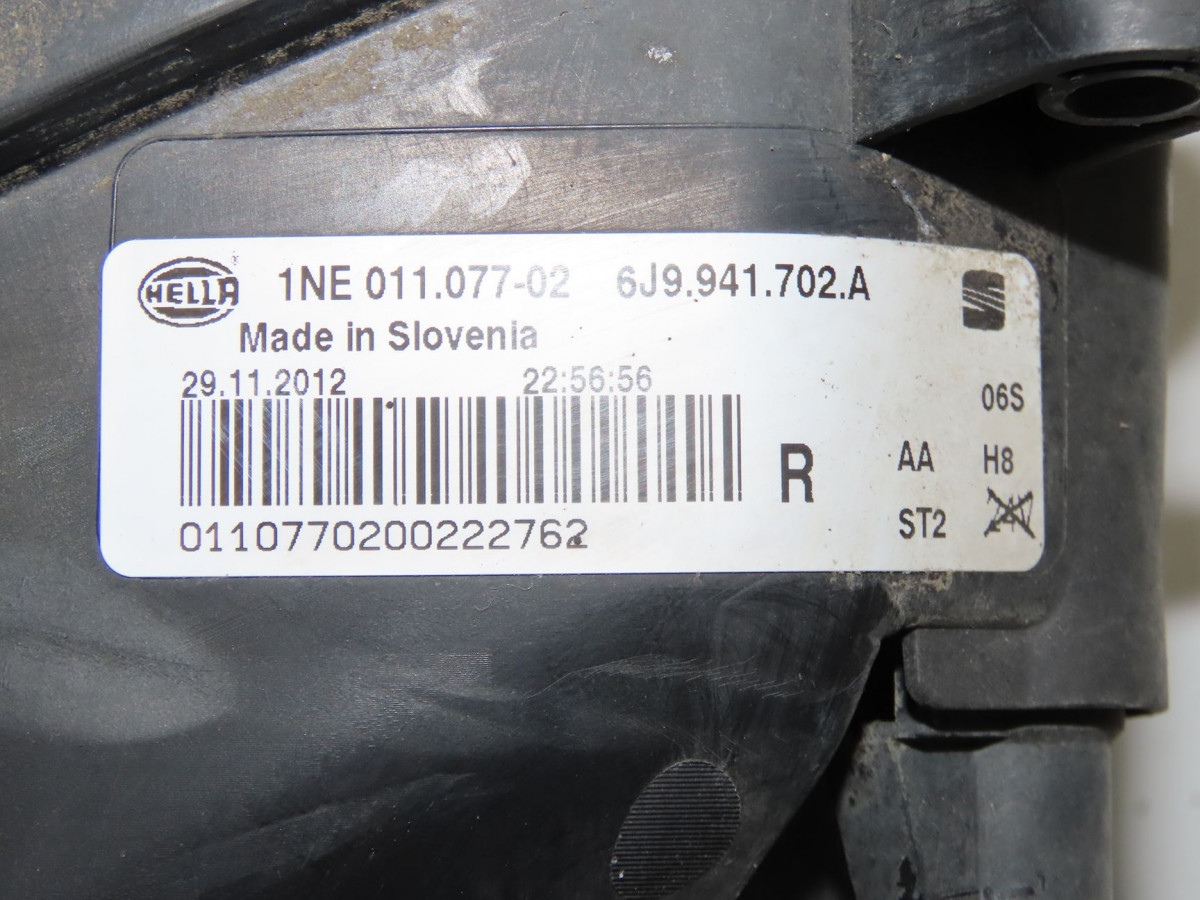 HELLA ® 1NE 011.077-02 6J9.941.702.A
Made in Slovenia
29.11.2012 22:56:56
06S
R AA H8
ST2
0110770200222762